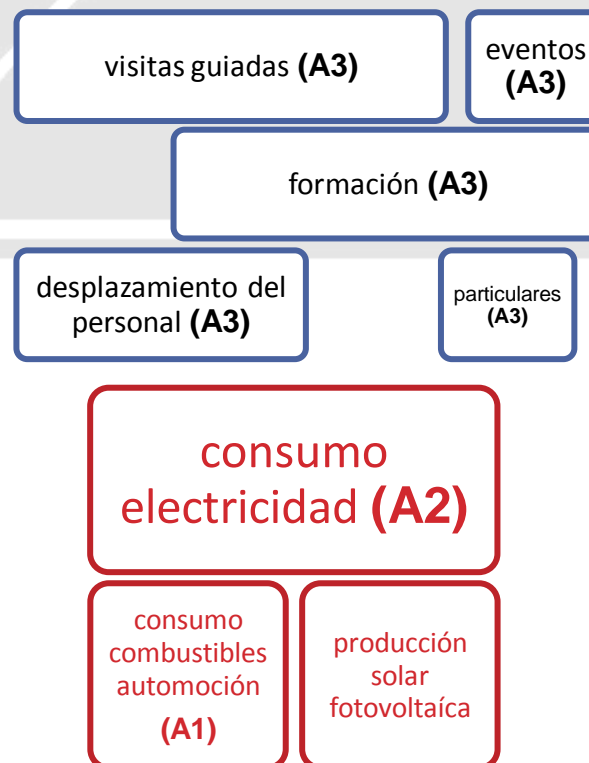 visitas guiadas (A3)
eventos
(A3)
formación (A3)
desplazamiento del
personal (A3)
particulares
(A3)
consumo
electricidad (A2)
consumo
combustibles
automoción
(A1)
producción
solar
fotovoltaíca